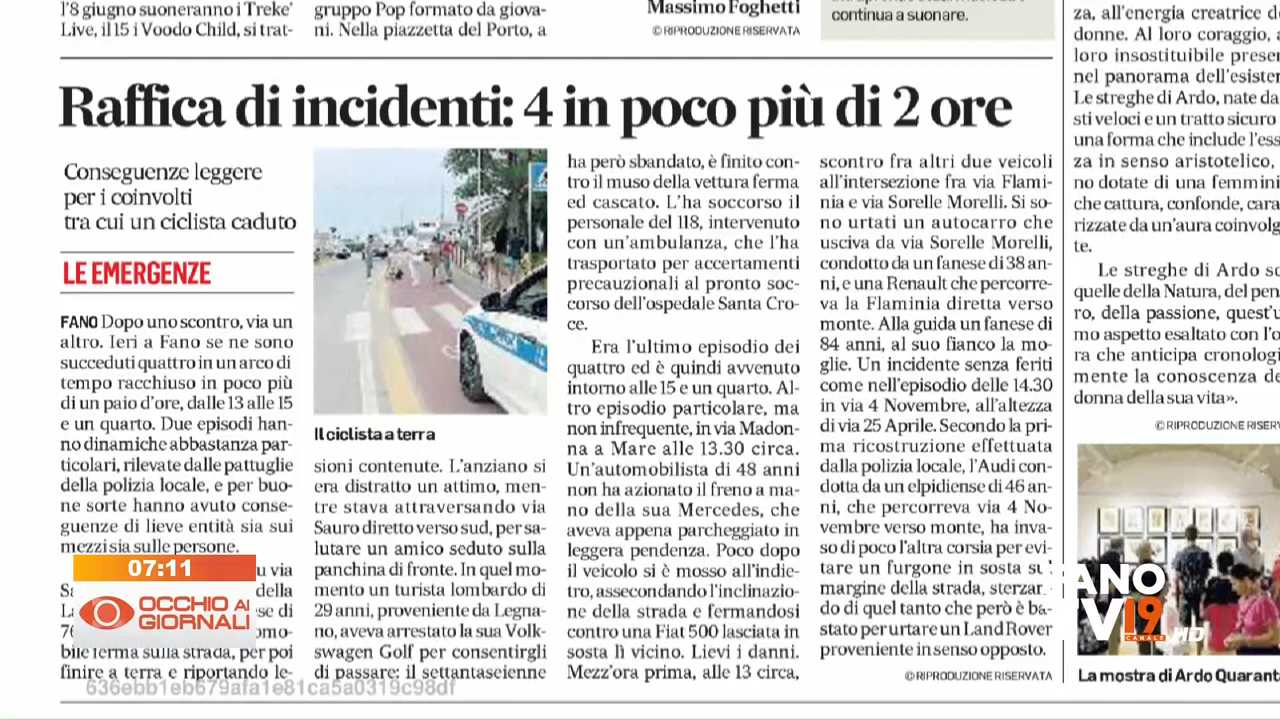 l'8 giugno suoneranno i Treke'
Live, il 15 i Voodo Child, si trat-
gruppo Pop formato da giova-
ni. Nella piazzetta del Porto, a
Massimo Foghetti
© RIPRODUZIONE RISERVATA
continua a suonare.
Raffica di incidenti: 4 in poco più di 2 ore
Conseguenze leggere
per i coinvolti
tra cui un ciclista caduto
LE EMERGENZE
FANO Dopo uno scontro, via un
altro. Ieri a Fano se ne sono
succeduti quattro in un arco di
tempo racchiuso in poco più
di un paio d'ore, dalle 13 alle 15
e un quarto. Due episodi han-
no dinamiche abbastanza par-
ticolari, rilevate dalle pattuglie
della polizia locale, e per buo-
ne sorte hanno avuto conse-
guenze di lieve entità sia sui
mezzi sia sulle persone.
u via
della
se di
omo-
bile ferma sulla strada, per poi
finire a terra e riportando le-
Il ciclista a terra
sioni contenute. L'anziano si
era distratto un attimo, men-
tre stava attraversando via
Sauro diretto verso sud, per sa-
lutare un amico seduto sulla
panchina di fronte. In quel mo-
mento un turista lombardo di
29 anni, proveniente da Legna-
no, aveva arrestato la sua Volk-
swagen Golf per consentirgli
di passare: il settantaseienne
ha però sbandato, è finito con-
tro il muso della vettura ferma
ed cascato. L'ha soccorso il
personale del 118, intervenuto
con un'ambulanza, che l'ha
trasportato per accertamenti
precauzionali al pronto soc-
corso dell'ospedale Santa Cro-
ce.
Era l'ultimo episodio dei
quattro ed è quindi avvenuto
intorno alle 15 e un quarto. Al-
tro episodio particolare, ma
non infrequente, in via Madon-
na a Mare alle 13.30 circa.
Un'automobilista di 48 anni
non ha azionato il freno a ma-
no della sua Mercedes, che
aveva appena parcheggiato in
leggera pendenza. Poco dopo
il veicolo si è mosso all'indie-
tro, assecondando l'inclinazio-
ne della strada e fermandosi
contro una Fiat 500 lasciata in
sosta lì vicino. Lievi i danni.
Mezz'ora prima, alle 13 circa,
scontro fra altri due veicoli
all'intersezione fra via Flami-
nia e via Sorelle Morelli. Si so-
no urtati un autocarro che
usciva da via Sorelle Morelli,
condotto da un fanese di 38 an-
ni, e una Renault che percorre-
va la Flaminia diretta verso
monte. Alla guida un fanese di
84 anni, al suo fianco la mo-
glie. Un incidente senza feriti
come nell'episodio delle 14.30
in via 4 Novembre, all'altezza
di via 25 Aprile. Secondo la pri-
ma ricostruzione effettuata
dalla polizia locale, l'Audi con-
dotta da un elpidiense di 46 an-
ni, che percorreva via 4 No-
vembre verso monte, ha inva-
so di poco l'altra corsia per evi-
tare un furgone in sosta su
margine della strada, sterzar
do di quel tanto che però è ba-
stato per urtare un Land Rover
proveniente in senso opposto.
© RIPRODUZIONE RISERVATA
za, all'energia creatrice de
donne. Al loro coraggio, a
loro insostituibile presen
nel panorama dell'esisten
Le streghe di Ardo, nate da
sti veloci e un tratto sicuro
una forma che include l'ess
za in senso aristotelico,
no dotate di una femmini
che cattura, confonde, cara
rizzate da un'aura coinvolg
te.
Le streghe di Ardo so
quelle della Natura, del pen
ro, della passione, quest'u
mo aspetto esaltato con l'o
ra che anticipa cronologi
mente la conoscenza de
donna della sua vita».
© RIPRODUZIONE RISERV
La mostra di Ardo Quarant
07:11
OCCHIO AI
GIORNALI
FANO
TV 19
CANALE
HD
636ebb1eb679afa1e81ca5a0319c98df